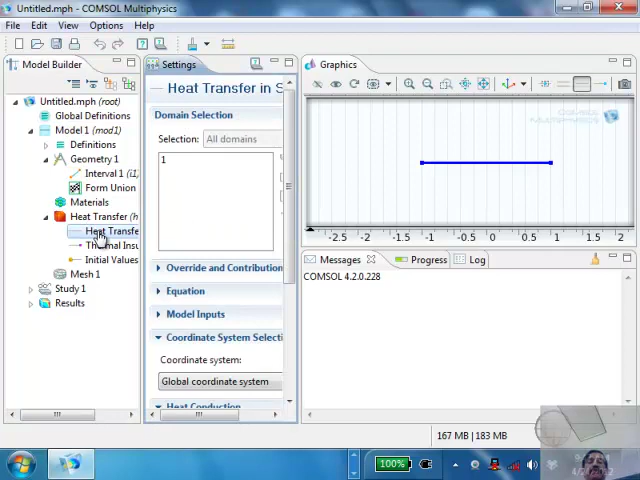 Untitled.mph - COMSOL Multiphysics
File Edit View Options Help
Model Builder
Untitled.mph (root)
Global Definitions
Model 1 (mod1)
Definitions
Geometry 1
Interval 1 (i1
Form Union
Materials
Heat Transfer (h
Heat Transfe
Thermal Insu
Initial Values
Mesh 1
Study 1
Results
Settings
Heat Transfer in S
Domain Selection
Selection: All domains
1
Override and Contribution
Equation
Model Inputs
Coordinate System Selecti
Coordinate system:
Global coordinate system
Heat Conduction
Graphics
COMSOL
MULTIPHYSICS
-2.5 -2 -1.5 -1 -0.5 0 0.5 1 1.5 2
Messages Progress Log
COMSOL 4.2.0.228
167 MB | 183 MB
100%